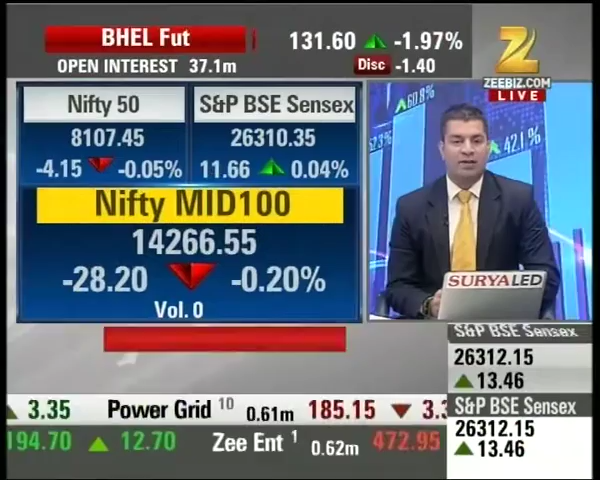 BHEL Fut 131.60 -1.97%
OPEN INTEREST 37.1m Disc -1.40
ZEEBIZ.COM
LIVE
Nifty 50
8107.45
-4.15 -0.05%
S&P BSE Sensex
26310.35
11.66 0.04%
Nifty MID100
14266.55
-28.20 -0.20%
Vol. 0
60.8%
42.1%
SURYA LED
S&P BSE Sensex
26312.15
13.46
S&P BSE Sensex
26312.15
13.46
3.35 Power Grid 10 0.61m 185.15
194.70 12.70 Zee Ent 1 0.62m 472.95